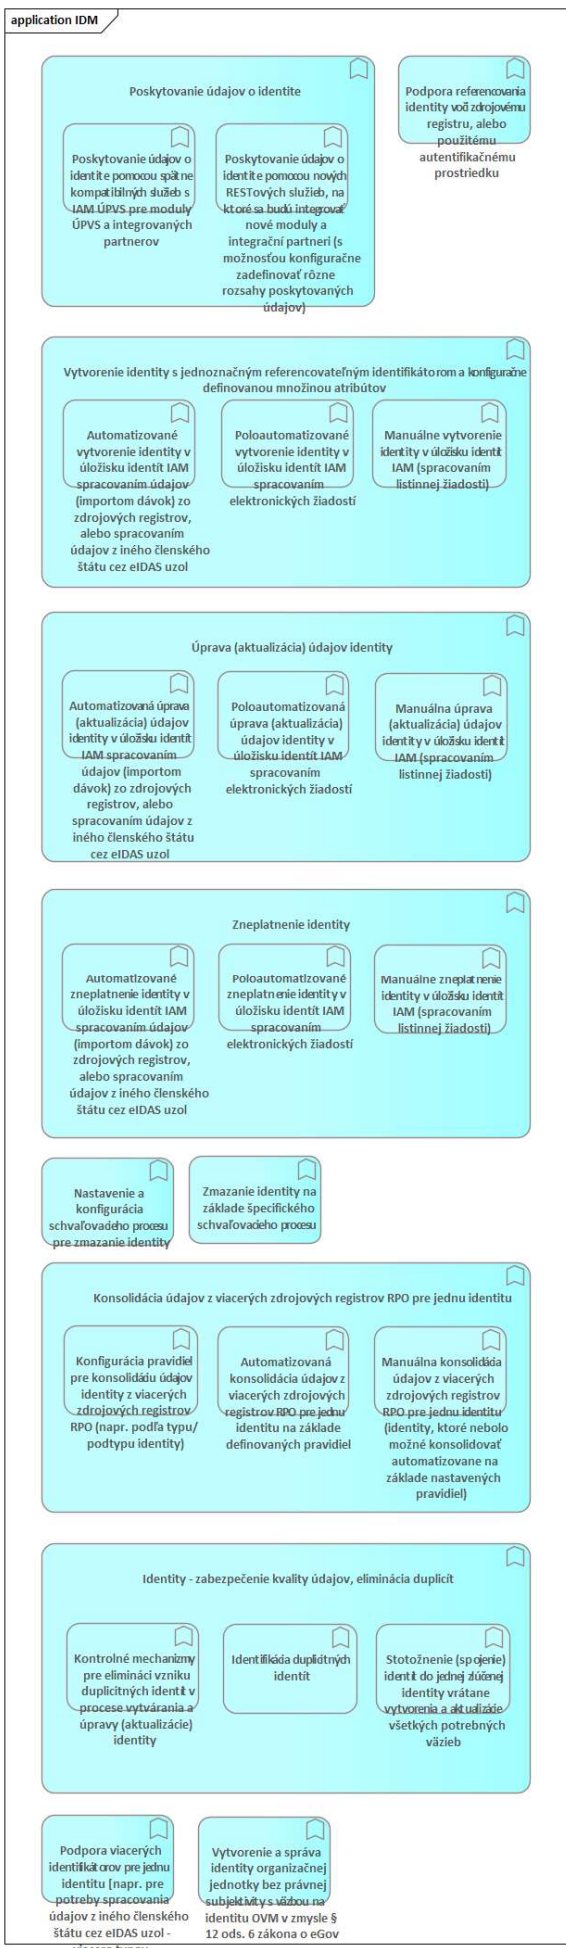 application IDM
Poskytovanie údajov o identite
Poskytovanie údajov o
identite pomocou spätne
kompatibilných služieb s
IAM ÚPVS pre moduly
ÚPVS a integrovaných
partnerov
Poskytovanie údajov o
identite pomocou nových
RESTových služieb, na
ktoré sa budú integrovať
nové moduly a
integrační partneri (s
možnosťou konfiguračne
zadefinovať rôzne
rozsahy poskytovaných
údajov)
Podpora referencovania
identity voči zdrojovému
registru, alebo
použitému
autentifikačnému
prostriedku
Vytvorenie identity s jednoznačným referencovateľným identifikátorom a konfiguračne
definovanou množinou atribútov
Automatizované
vytvorenie identity v
úložisku identít IAM
spracovaním údajov
(importom dávok) zo
zdrojových registrov,
alebo spracovaním
údajov z iného členského
štátu cez eIDAS uzol
Poloautomatizované
vytvorenie identity v
úložisku identít IAM
spracovaním
elektronických žiadostí
Manuálne vytvorenie
identity v úložisku identít
IAM (spracovaním
listinnej žiadosti)
Úprava (aktualizácia) údajov identity
Automatizovaná úprava
(aktualizácia) údajov
identity v úložisku identít
IAM spracovaním
údajov (importom
dávok) zo zdrojových
registrov, alebo
spracovaním údajov z
iného členského štátu
cez eIDAS uzol
Poloautomatizovaná
úprava (aktualizácia)
údajov identity v
úložisku identít IAM
spracovaním
elektronických žiadostí
Manuálna úprava
(aktualizácia) údajov
identity v úložisku identít
IAM (spracovaním
listinnej žiadosti)
Zneplatnenie identity
Automatizované
zneplatnenie identity v
úložisku identít IAM
spracovaním údajov
(importom dávok) zo
zdrojových registrov,
alebo spracovaním
údajov z iného členského
štátu cez eIDAS uzol
Poloautomatizované
zneplatnenie identity v
úložisku identít IAM
spracovaním
elektronických žiadostí
Manuálne zneplatnenie
identity v úložisku identít
IAM (spracovaním
listinnej žiadosti)
Nastavenie a
konfigurácia
schvaľovacieho procesu
pre zmazanie identity
Zmazanie identity na
základe špecifického
schvaľovacieho procesu
Konsolidácia údajov z viacerých zdrojových registrov RPO pre jednu identitu
Konfigurácia pravidiel
pre konsolidáciu údajov
identity z viacerých
zdrojových registrov
RPO (napr. podľa typu/
podtypu identity)
Automatizovaná
konsolidácia údajov z
viacerých zdrojových
registrov RPO pre jednu
identitu na základe
definovaných pravidiel
Manuálna konsolidácia
údajov z viacerých
zdrojových registrov
RPO pre jednu identitu
(identity, ktoré nebolo
možné konsolidovať
automatizovane na
základe nastavených
pravidiel)
Identity - zabezpečenie kvality údajov, eliminácia duplicít
Kontrolné mechanizmy
pre elimináci vzniku
duplicitných identít v
procese vytvárania a
úpravy (aktualizácie)
identity
Identifikácia duplicitných
identít
Stotožnenie (spojenie)
identít do jednej zlúčenej
identity vrátane
vytvorenia a aktualizácie
všetkých potrebných
väzieb
Podpora viacerých
identifikátorov pre jednu
identitu [napr. pre
potreby spracovania
údajov z iného členského
štátu cez eIDAS uzol -
Vytvorenie a správa
identity organizačnej
jednotky bez právnej
subjektivity s väzbou na
identitu OVM v zmysle §
12 ods. 6 zákona o eGov